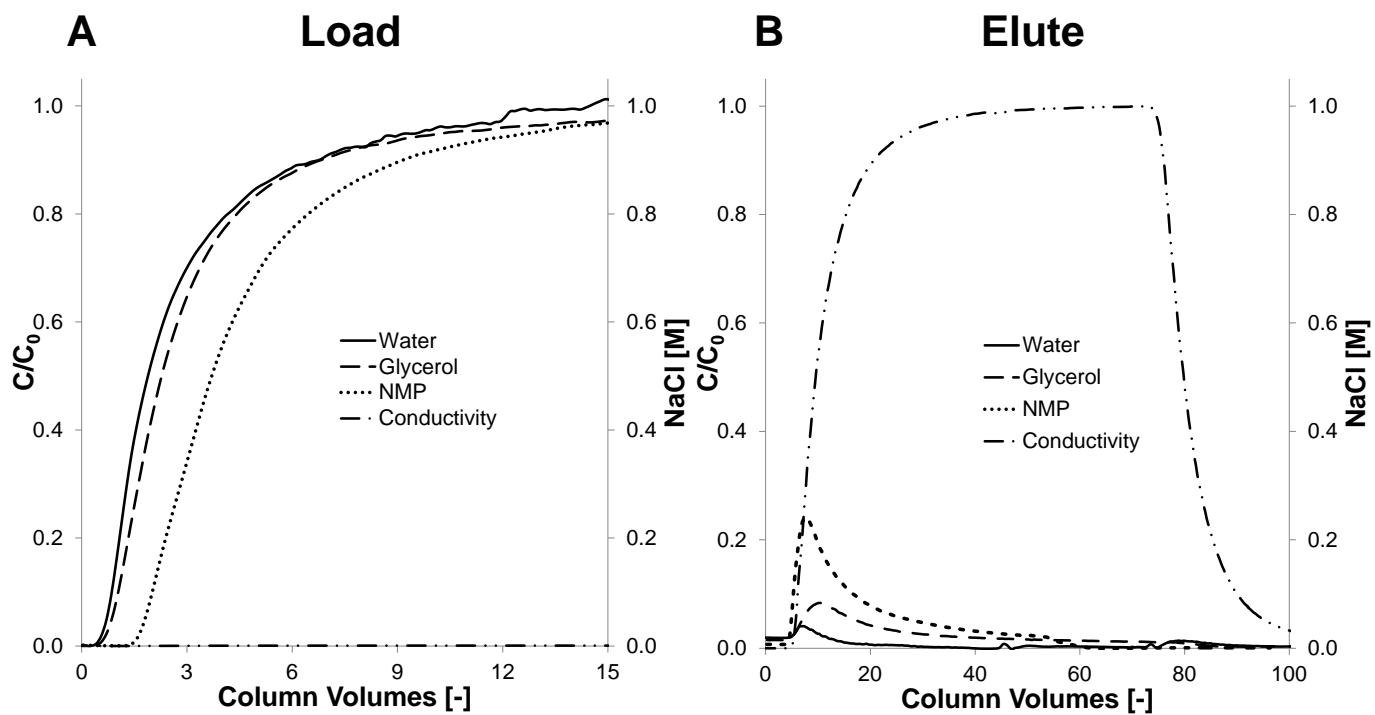 A Load
1.0
0.8
0.6
0.4
0.2
0.0
C/C0
Water
Glycerol
NMP
Conductivity
1.0
0.8
0.6
0.4
0.2
0.0
NaCl [M]
0 3 6 9 12 15
Column Volumes [-]
B Elute
1.0
0.8
0.6
0.4
0.2
0.0
C/C0
Water
Glycerol
NMP
Conductivity
1.0
0.8
0.6
0.4
0.2
0.0
NaCl [M]
0 20 40 60 80 100
Column Volumes [-]